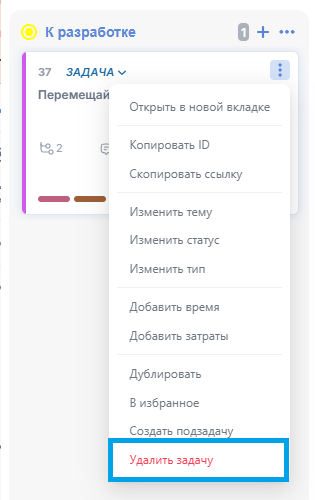 К разработке 1
37 ЗАДАЧА
Перемещай
2
Открыть в новой вкладке
Копировать ID
Скопировать ссылку
Изменить тему
Изменить статус
Изменить тип
Добавить время
Добавить затраты
Дублировать
В избранное
Создать подзадачу
Удалить задачу